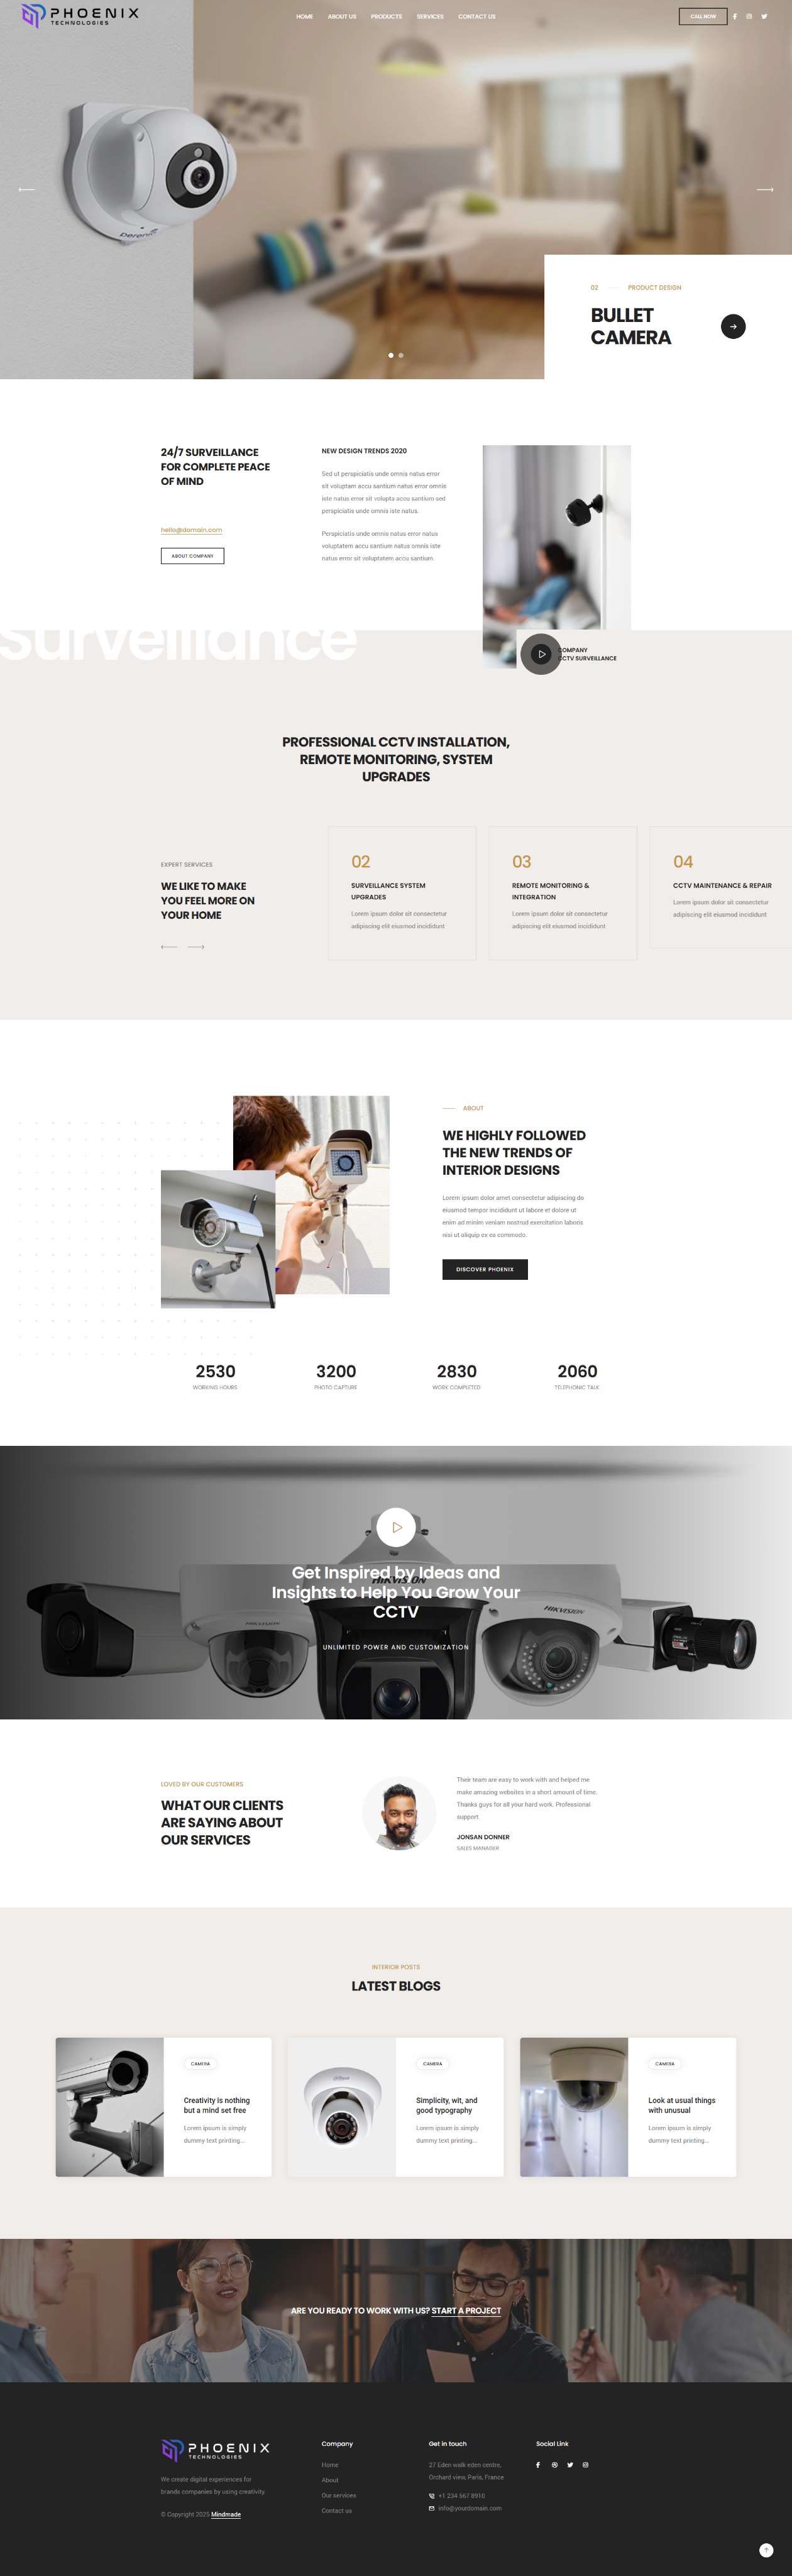 PHOENIX
TECHNOLOGIES
HOME ABOUT US PRODUCTS SERVICES CONTACT US
CALL NOW
Derenic
02 PRODUCT DESIGN
BULLET
CAMERA
24/7 SURVEILLANCE
FOR COMPLETE PEACE
OF MIND
hello@domain.com
ABOUT COMPANY
NEW DESIGN TRENDS 2020
Sed ut perspiciatis unde omnis natus error
sit voluptam accu santium natus error omnis
iste natus error sit volupta accu santium sed
perspiciatis unde omnis iste natus.
Perspiciatis unde omnis natus error natus
voluptatem accu santium natus omnis iste
natus error sit voluptatem accu santium.
Surveillance
COMPANY
CCTV SURVEILLANCE
PROFESSIONAL CCTV INSTALLATION,
REMOTE MONITORING, SYSTEM
UPGRADES
EXPERT SERVICES
WE LIKE TO MAKE
YOU FEEL MORE ON
YOUR HOME
02
SURVEILLANCE SYSTEM
UPGRADES
Lorem ipsum dolor sit consectetur
adipiscing elit eiusmod incididunt
03
REMOTE MONITORING &
INTEGRATION
Lorem ipsum dolor sit consectetur
adipiscing elit eiusmod incididunt
04
CCTV MAINTENANCE & REPAIR
Lorem ipsum dolor sit consectetur
adipiscing elit eiusmod incididunt
ABOUT
WE HIGHLY FOLLOWED
THE NEW TRENDS OF
INTERIOR DESIGNS
Lorem ipsum dolor amet consectetur adipiscing do
eiusmod tempor incididunt ut labore et dolore ut
enim ad minim veniam nostrud exercitation laboris
nisi ut aliquip ex ea commodo.
DISCOVER PHOENIX
2530
WORKING HOURS
3200
PHOTO CAPTURE
2830
WORK COMPLETED
2060
TELEPHONIC TALK
HIKVISION
HIKVISION
HIKVISION
Get Inspired by Ideas and
Insights to Help You Grow Your
CCTV
UNLIMITED POWER AND CUSTOMIZATION
LOVED BY OUR CUSTOMERS
WHAT OUR CLIENTS
ARE SAYING ABOUT
OUR SERVICES
Their team are easy to work with and helped me
make amazing websites in a short amount of time.
Thanks guys for all your hard work. Professional
support
JONSAN DONNER
SALES MANAGER
INTERIOR POSTS
LATEST BLOGS
CAMERA
Creativity is nothing
but a mind set free
Lorem ipsum is simply
dummy text printing...
CAMERA
Simplicity, wit, and
good typography
Lorem ipsum is simply
dummy text printing...
CAMERA
Look at usual things
with unusual
Lorem ipsum is simply
dummy text printing...
ARE YOU READY TO WORK WITH US? START A PROJECT
PHOENIX
TECHNOLOGIES
We create digital experiences for
brands companies by using creativity.
© Copyright 2025 Mindmade
Company
Home
About
Our services
Contact us
Get in touch
27 Eden walk eden centre,
Orchard view, Paris, France
+1 234 567 8910
info@yourdomain.com
Social Link